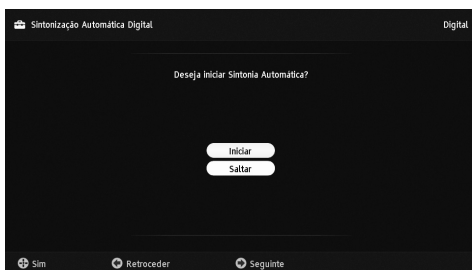 Sintonização Automática Digital
Digital
Deseja iniciar Sintonia Automática?
Iniciar
Saltar
Sim
Retroceder
Seguinte